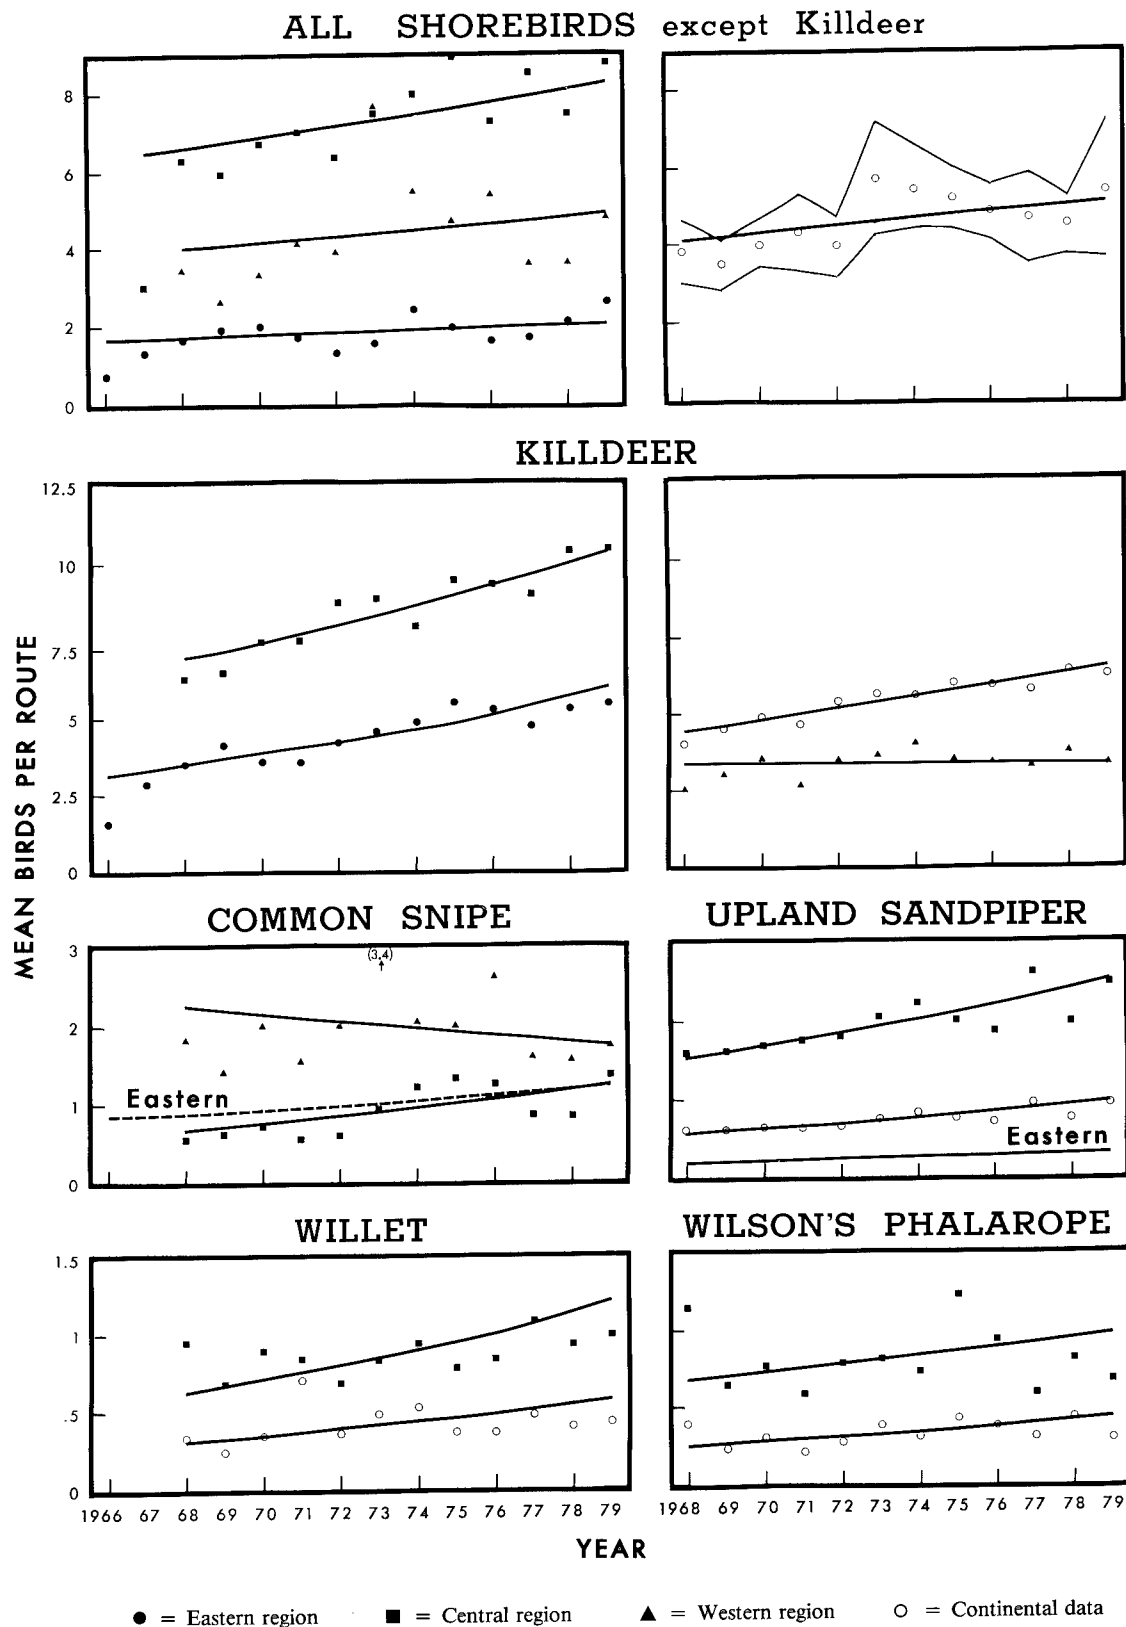 ALL SHOREBIRDS except Killdeer
8
6
4
2
0
KILLDEER
12.5
10
7.5
5
2.5
0
MEAN BIRDS PER ROUTE
COMMON SNIPE
UPLAND SANDPIPER
3
(3.4)
2
Eastern
1
Eastern
0
WILLET
WILSON'S PHALAROPE
1.5
1
.5
0
1966 67 68 69 70 71 72 73 74 75 76 77 78 79
1968 69 70 71 72 73 74 75 76 77 78 79
YEAR
● = Eastern region ■ = Central region ▲ = Western region ○ = Continental data